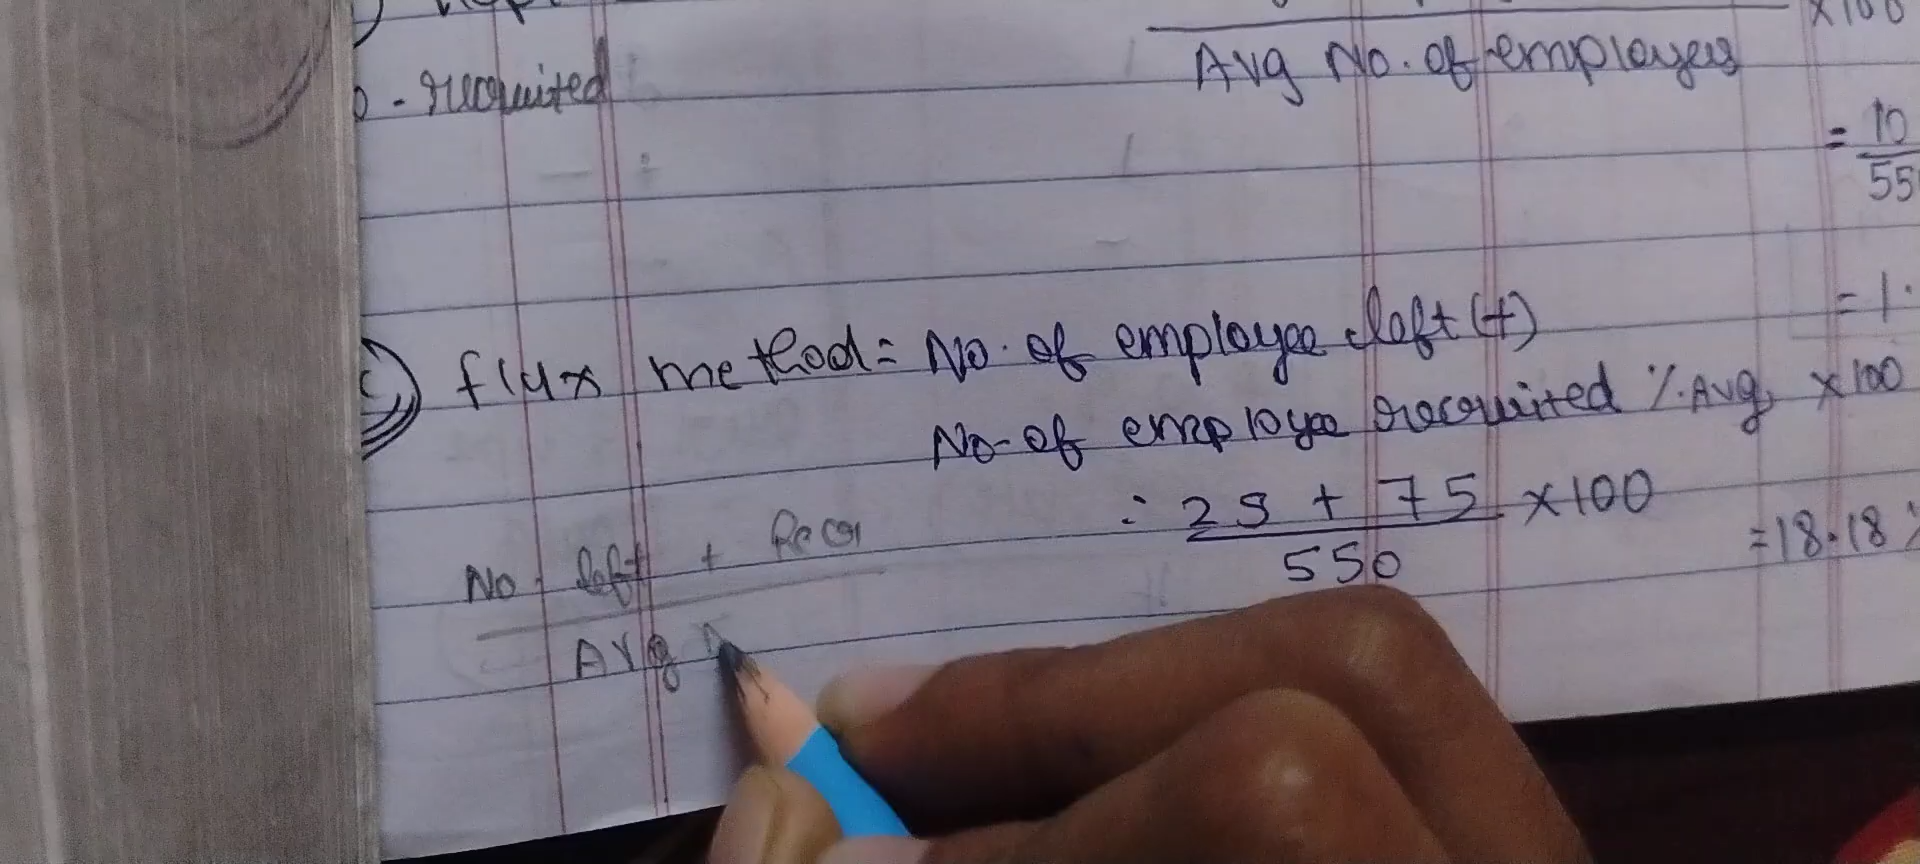 x100
Avg No. of employees
- recruited
= 10
55
= 1.
c) flux method = No. of employee left (+)
No. of employee recruited % Avg x100
= 25 + 75 x100
550
= 18.18 %
No. left + Recr
Avg